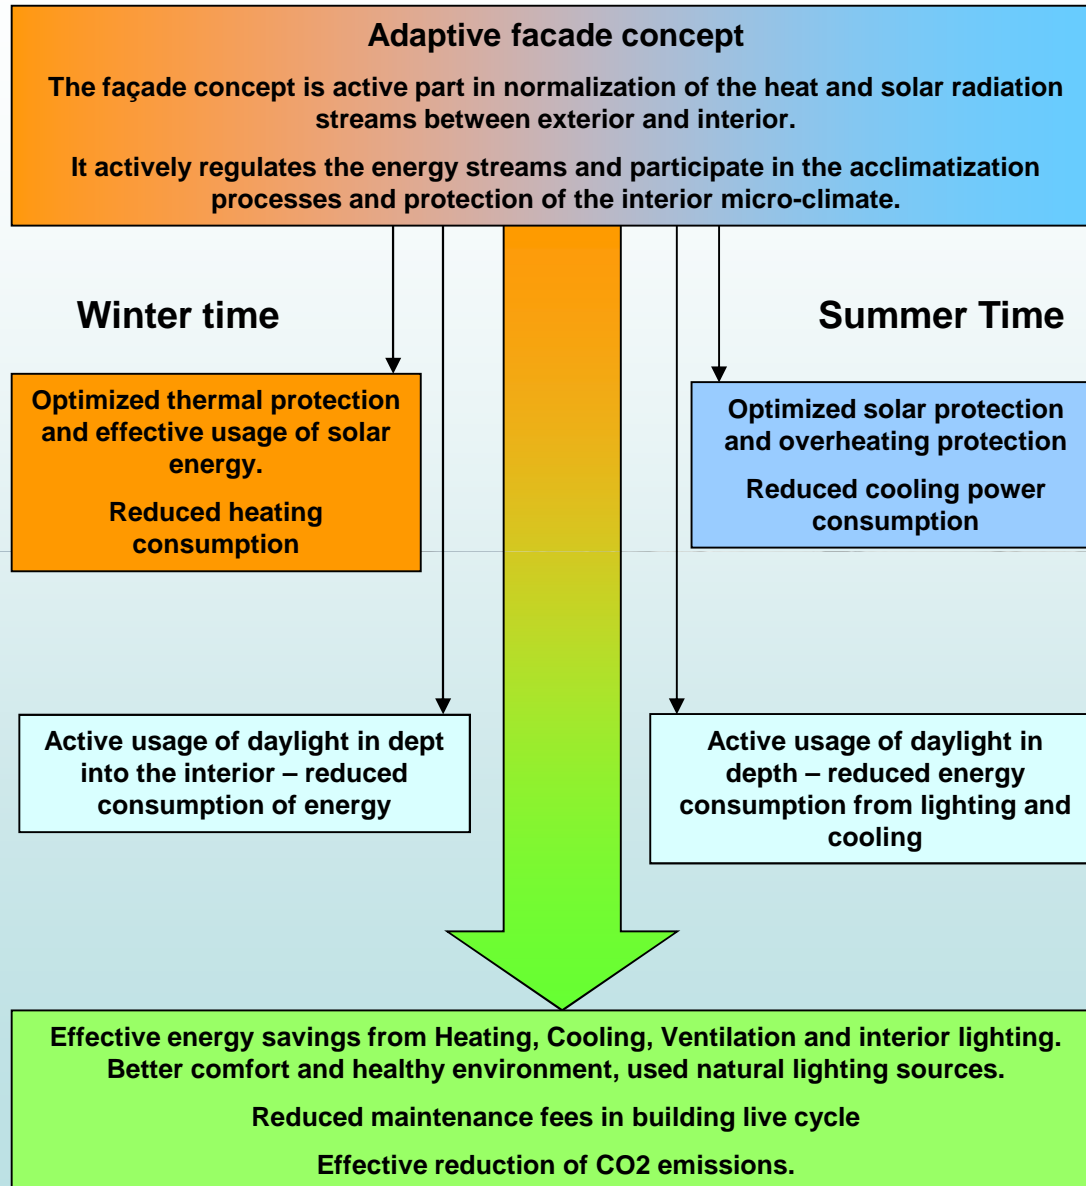 Adaptive facade concept
The façade concept is active part in normalization of the heat and solar radiation
streams between exterior and interior.
It actively regulates the energy streams and participate in the acclimatization
processes and protection of the interior micro-climate.
Winter time
Summer Time
Optimized thermal protection
and effective usage of solar
energy.
Reduced heating
consumption
Optimized solar protection
and overheating protection
Reduced cooling power
consumption
Active usage of daylight in dept
into the interior – reduced
consumption of energy
Active usage of daylight in
depth – reduced energy
consumption from lighting and
cooling
Effective energy savings from Heating, Cooling, Ventilation and interior lighting.
Better comfort and healthy environment, used natural lighting sources.
Reduced maintenance fees in building live cycle
Effective reduction of CO2 emissions.